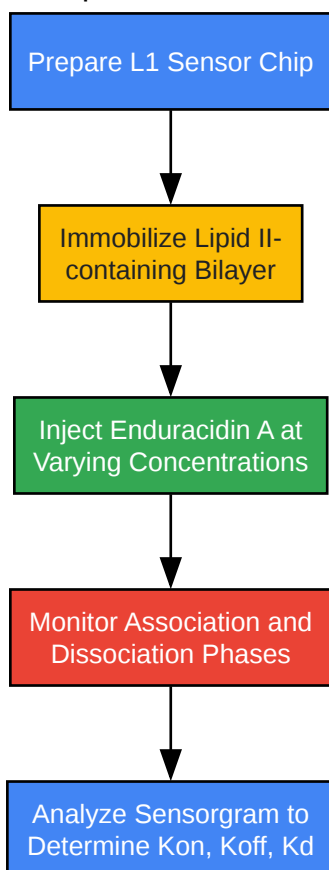 Prepare L1 Sensor Chip
Immobilize Lipid II-
containing Bilayer
Inject Enduracidin A at
Varying Concentrations
Monitor Association and
Dissociation Phases
Analyze Sensorgram to
Determine Kon, Koff, Kd